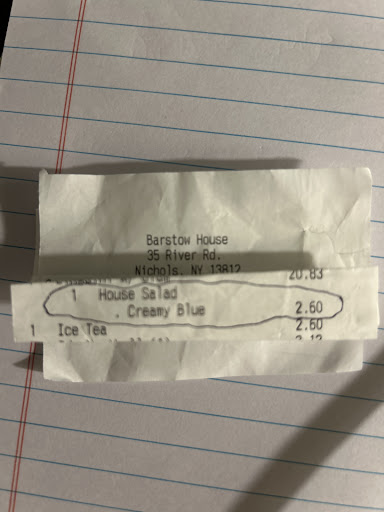 Barstow House
35 River Rd.
Nichols, NY 13812
20.83
1 House Salad
. Creamy Blue 2.60
1 Ice Tea 2.60